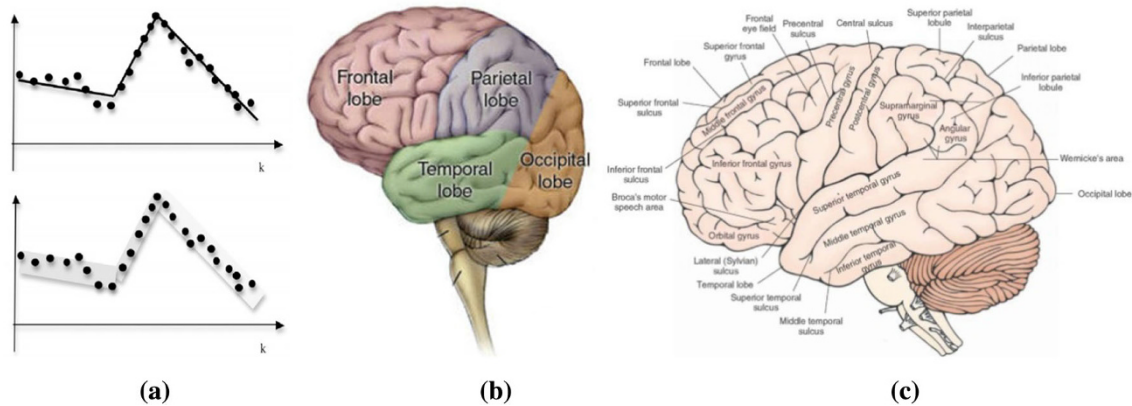 k
k
(a)
Frontal
lobe
Parietal
lobe
Temporal
lobe
Occipital
lobe
(b)
Frontal
eye field
Precentral
sulcus
Central sulcus
Superior parietal
lobule
Interparietal
sulcus
Superior frontal
gyrus
Parietal lobe
Frontal lobe
Inferior parietal
lobule
Superior frontal
sulcus
Middle frontal gyrus
Precentral gyrus
Postcentral gyrus
Supramarginal
gyrus
Angular
gyrus
Inferior frontal gyrus
Wernicke's area
Inferior frontal
sulcus
Superior temporal gyrus
Broca's motor
speech area
Occipital lobe
Middle temporal gyrus
Orbital gyrus
Inferior temporal
gyrus
Lateral (Sylvian)
sulcus
Temporal lobe
Superior temporal
sulcus
Middle temporal
sulcus
(c)